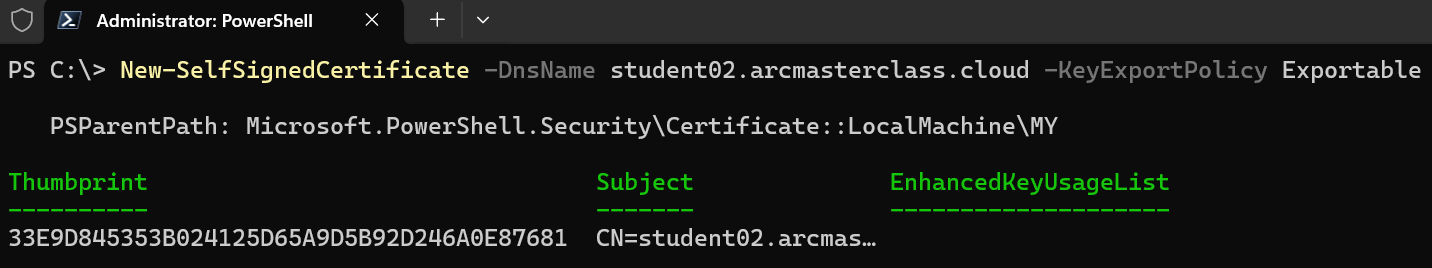 Administrator: PowerShell
PS C:\> New-SelfSignedCertificate -DnsName student02.arcmasterclass.cloud -KeyExportPolicy Exportable
PSParentPath: Microsoft.PowerShell.Security\Certificate::LocalMachine\MY
Thumbprint Subject EnhancedKeyUsageList
---------- ------- --------------------
33E9D845353B024125D65A9D5B92D246A0E87681 CN=student02.arcmas…